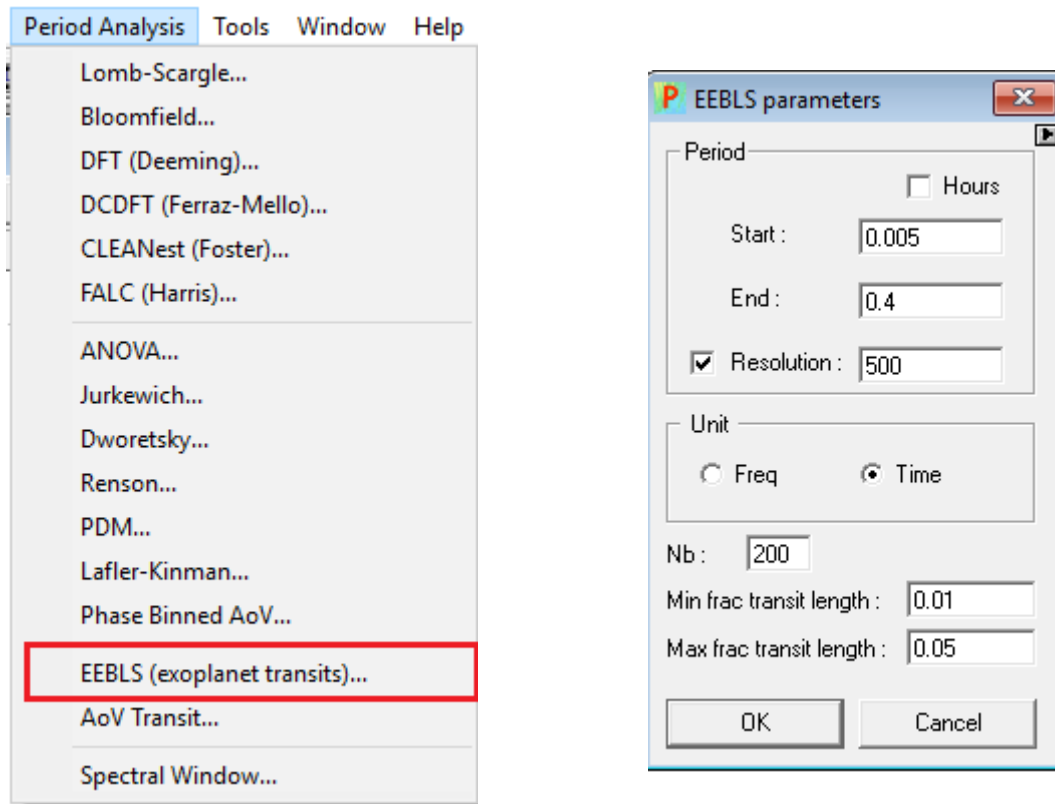 Period Analysis Tools Window Help
Lomb-Scargle...
Bloomfield...
DFT (Deeming)...
DCDFT (Ferraz-Mello)...
CLEANest (Foster)...
FALC (Harris)...
ANOVA...
Jurkewich...
Dworetsky...
Renson...
PDM...
Lafler-Kinman...
Phase Binned AoV...
EEBLS (exoplanet transits)...
AoV Transit...
Spectral Window...
P EEBLS parameters
Period
Hours
Start : 0.005
End : 0.4
Resolution : 500
Unit
Freq Time
Nb : 200
Min frac transit length : 0.01
Max frac transit length : 0.05
OK Cancel